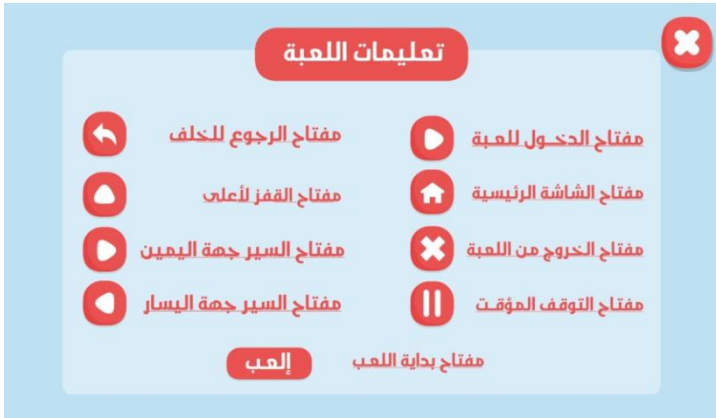 تعليمات اللعبة
مفتاح الدخول للعبة
مفتاح الرجوع للخلف
مفتاح الشاشة الرئيسية
مفتاح القفز لأعلى
مفتاح الخروج من اللعبة
مفتاح السير جهة اليمين
مفتاح التوقف المؤقت
مفتاح السير جهة اليسار
مفتاح بداية اللعب
إلعب